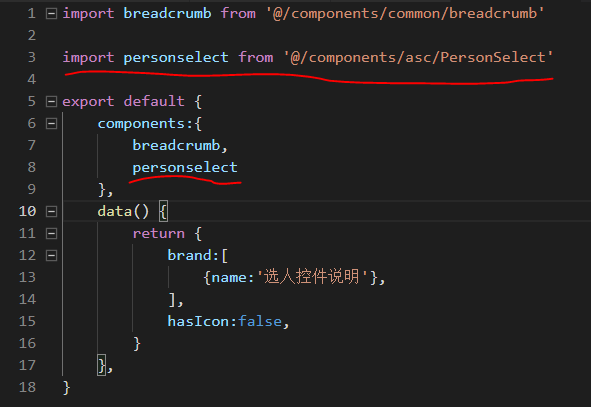 1 import breadcrumb from '@/components/common/breadcrumb'
2
3 import personselect from '@/components/asc/PersonSelect'
4
5 export default {
6 components:{
7 breadcrumb,
8 personselect
9 },
10 data() {
11 return {
12 brand:[
13 {name:'选人控件说明'},
14 ],
15 hasIcon:false,
16 }
17 },
18 }